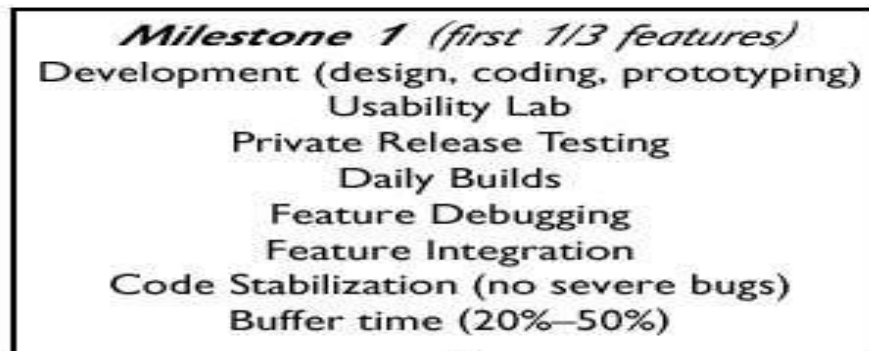 Milestone 1 (first 1/3 features)
Development (design, coding, prototyping)
Usability Lab
Private Release Testing
Daily Builds
Feature Debugging
Feature Integration
Code Stabilization (no severe bugs)
Buffer time (20%–50%)